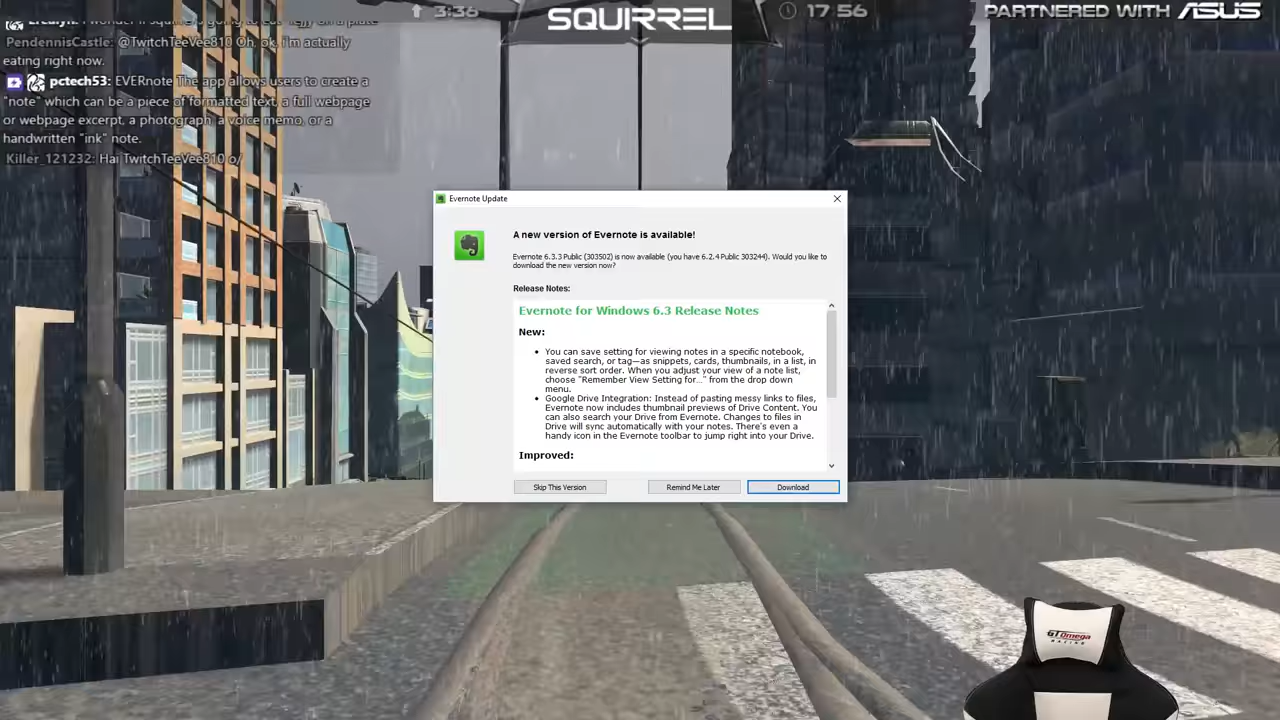 3:36
SQUIRREL
17:56
PARTNERED WITH ASUS
PendennisCastle: @TwitchTeeVee810 Oh, ok. i'm actually
eating right now.
pctech53: EVERnote The app allows users to create a
"note" which can be a piece of formatted text, a full webpage
or webpage excerpt, a photograph, a voice memo, or a
handwritten "ink" note.
Killer_121232: Hai TwitchTeeVee810 o/
Evernote Update
A new version of Evernote is available!
Evernote 6.3.3 Public (303502) is now available (you have 6.2.4 Public 303244). Would you like to
download the new version now?
Release Notes:
Evernote for Windows 6.3 Release Notes
New:
• You can save setting for viewing notes in a specific notebook,
saved search, or tag—as snippets, cards, thumbnails, in a list, in
reverse sort order. When you adjust your view of a note list,
choose "Remember View Setting for..." from the drop down
menu.
• Google Drive Integration: Instead of pasting messy links to files,
Evernote now includes thumbnail previews of Drive Content. You
can also search your Drive from Evernote. Changes to files in
Drive will sync automatically with your notes. There's even a
handy icon in the Evernote toolbar to jump right into your Drive.
Improved:
Skip This Version
Remind Me Later
Download
GT Omega
RACING